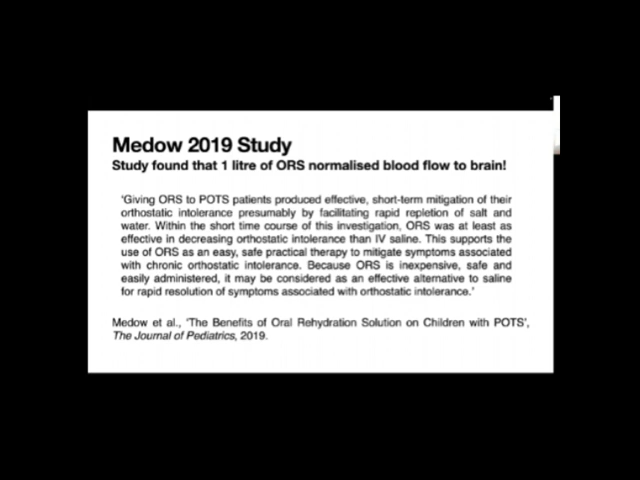 Medow 2019 Study
Study found that 1 litre of ORS normalised blood flow to brain!
'Giving ORS to POTS patients produced effective, short-term mitigation of their
orthostatic intolerance presumably by facilitating rapid repletion of salt and
water. Within the short time course of this investigation, ORS was at least as
effective in decreasing orthostatic intolerance than IV saline. This supports the
use of ORS as an easy, safe practical therapy to mitigate symptoms associated
with chronic orthostatic intolerance. Because ORS is inexpensive, safe and
easily administered, it may be considered as an effective alternative to saline
for rapid resolution of symptoms associated with orthostatic intolerance.'
Medow et al., 'The Benefits of Oral Rehydration Solution on Children with POTS',
The Journal of Pediatrics, 2019.